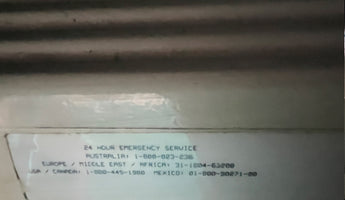 24 HOUR EMERGENCY SERVICE
AUSTRALIA: 1-800-023-236
EUROPE / MIDDLE EAST / AFRICA: 31-1804-63200
USA / CANADA: 1-800-445-1980 MEXICO: 01-800-90271-00